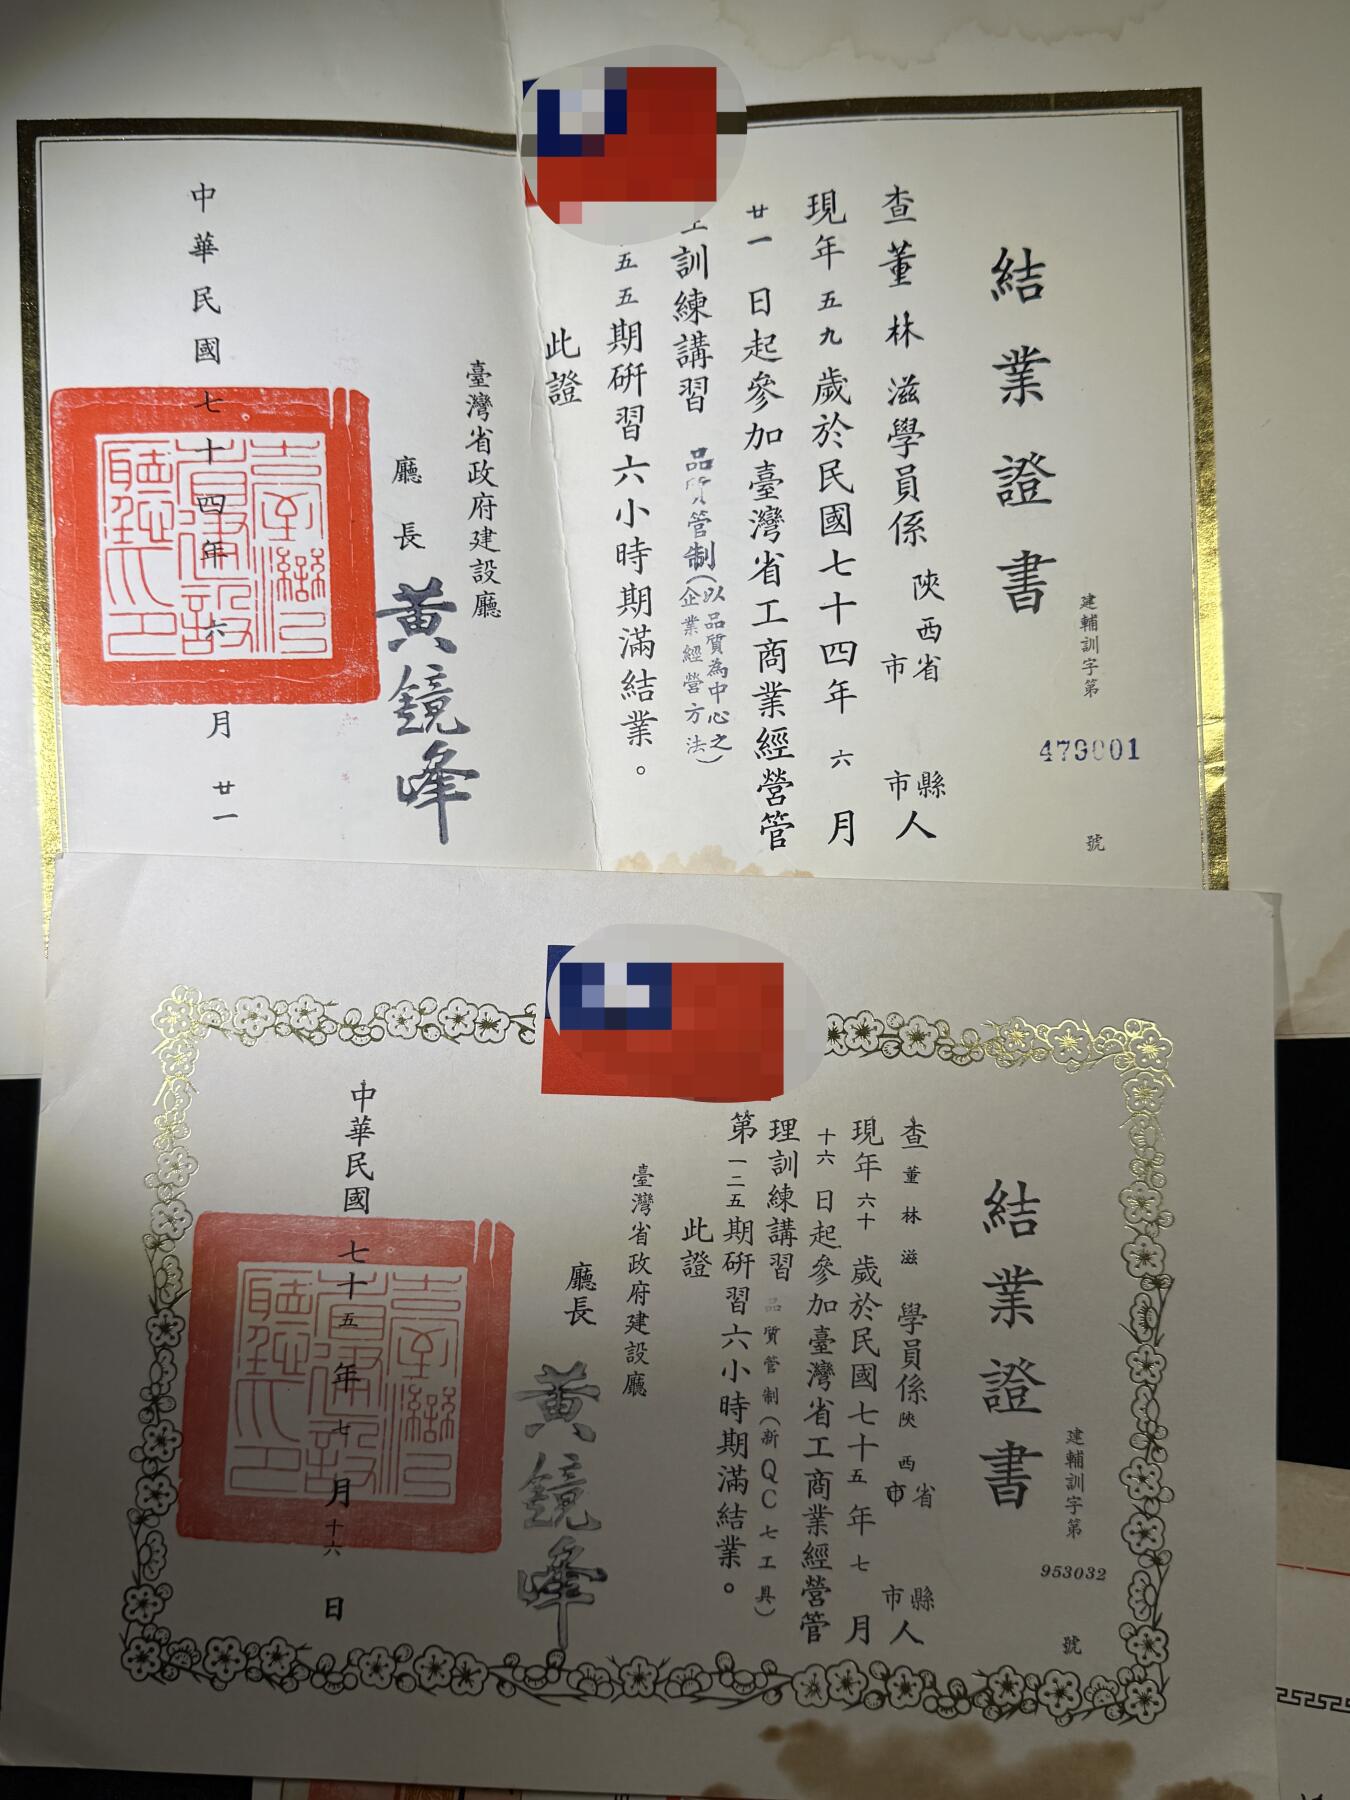 結業證書
建輔訓字第
479001
號
查董林滋學員係陝西省市縣市人
現年五九歲於民國七十四年六月
廿一日起參加臺灣省工商業經營管
訓練講習品質管制(以品質為中心之
企業經營方法)
五五期研習六小時期滿結業。
此證
臺灣省政府建設廳
廳長
黃鏡峰
中華民國七十四年六月廿一
臺灣省政府建設廳印
結業證書
建輔訓字第
953032
號
查董林滋學員係陝西省市縣市人
現年六十歲於民國七十五年七月
十六日起參加臺灣省工商業經營管
理訓練講習品質管制(新QC七工具)
第一二五期研習六小時期滿結業。
此證
臺灣省政府建設廳
廳長
黃鏡峰
中華民國七十五年七月十六日